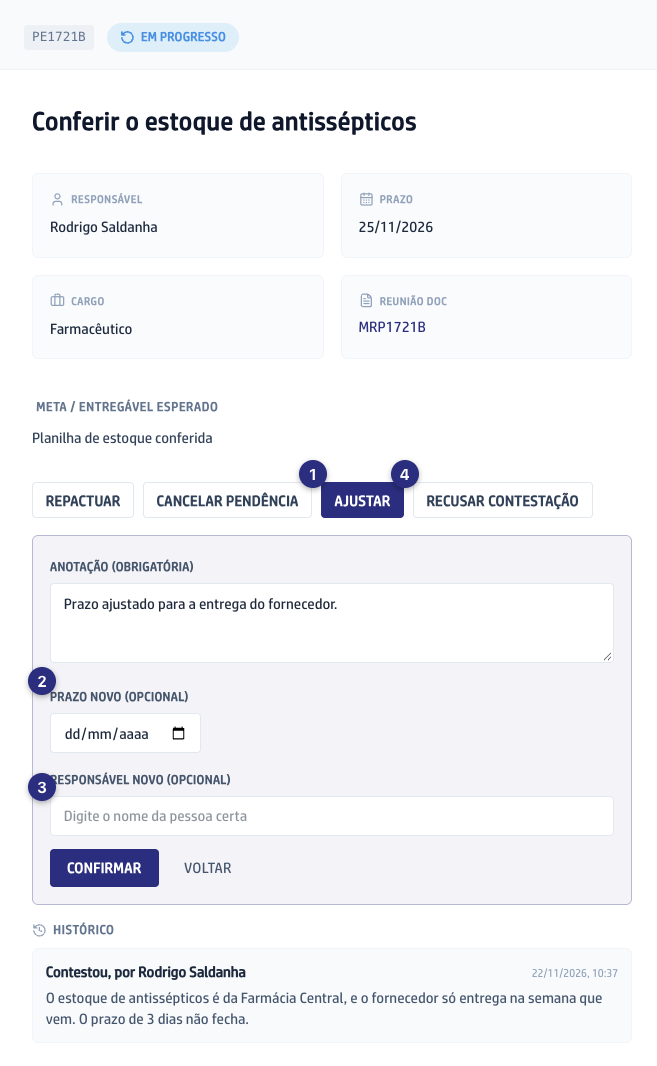 PE1721B
EM PROGRESSO
Conferir o estoque de antissépticos
RESPONSÁVEL
Rodrigo Saldanha
PRAZO
25/11/2026
CARGO
Farmacêutico
REUNIÃO DOC
MRP1721B
META / ENTREGÁVEL ESPERADO
Planilha de estoque conferida
1
4
REPACTUAR
CANCELAR PENDÊNCIA
AJUSTAR
RECUSAR CONTESTAÇÃO
ANOTAÇÃO (OBRIGATÓRIA)
Prazo ajustado para a entrega do fornecedor.
2
PRAZO NOVO (OPCIONAL)
dd/mm/aaaa
3
RESPONSÁVEL NOVO (OPCIONAL)
Digite o nome da pessoa certa
CONFIRMAR
VOLTAR
HISTÓRICO
Contestou, por Rodrigo Saldanha
22/11/2026, 10:37
O estoque de antissépticos é da Farmácia Central, e o fornecedor só entrega na semana que
vem. O prazo de 3 dias não fecha.